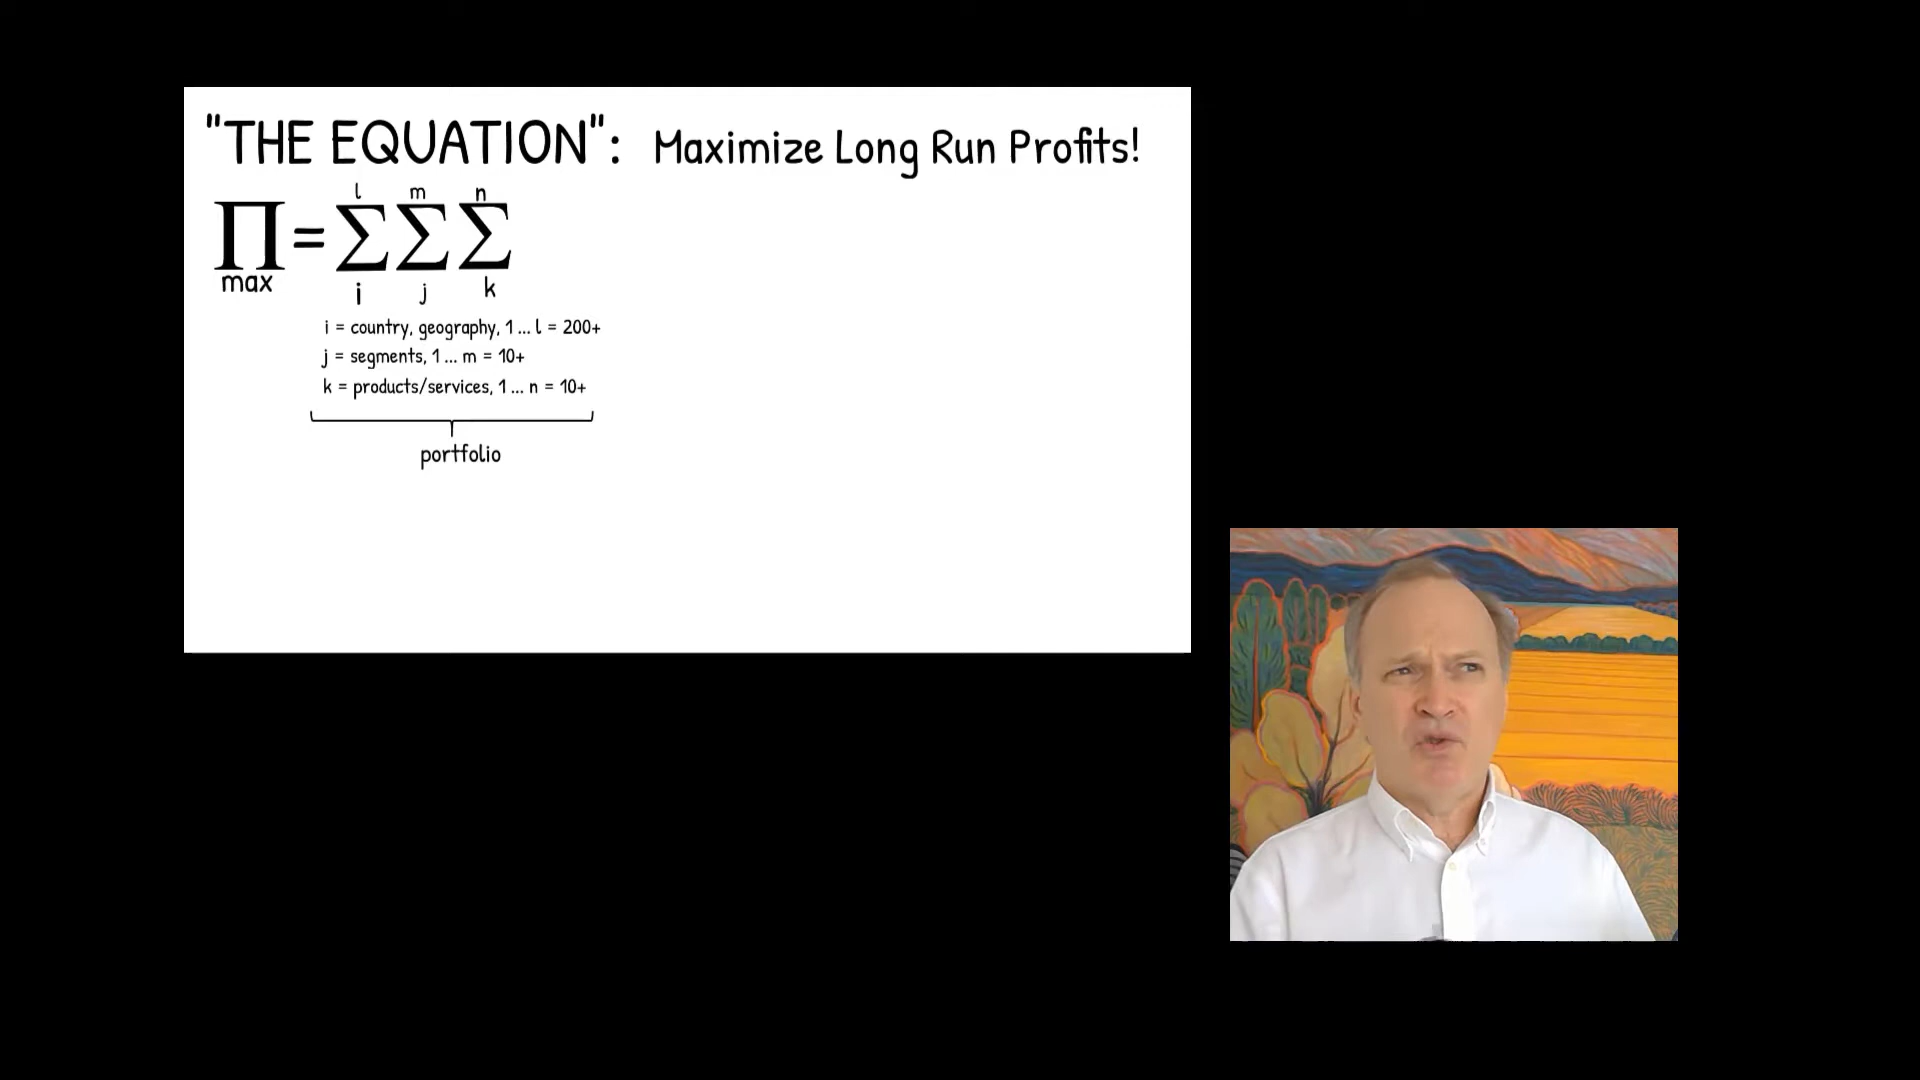 "THE EQUATION": Maximize Long Run Profits!
l m n
∏ = ∑ ∑ ∑
max i j k
i = country, geography, 1 ... l = 200+
j = segments, 1 ... m = 10+
k = products/services, 1 ... n = 10+
portfolio